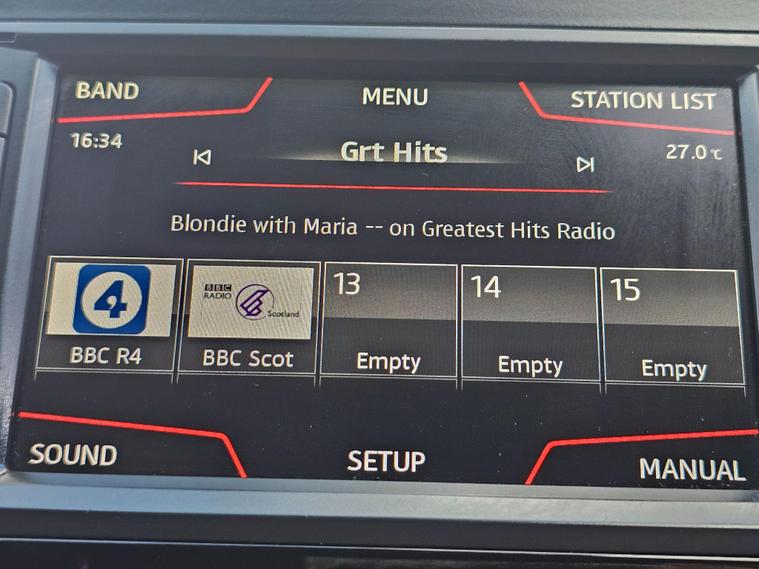 BAND
MENU
STATION LIST
16:34
Grt Hits
27.0°C
Blondie with Maria -- on Greatest Hits Radio
4
BBC
RADIO
Scotland
13
14
15
BBC R4
BBC Scot
Empty
Empty
Empty
SOUND
SETUP
MANUAL